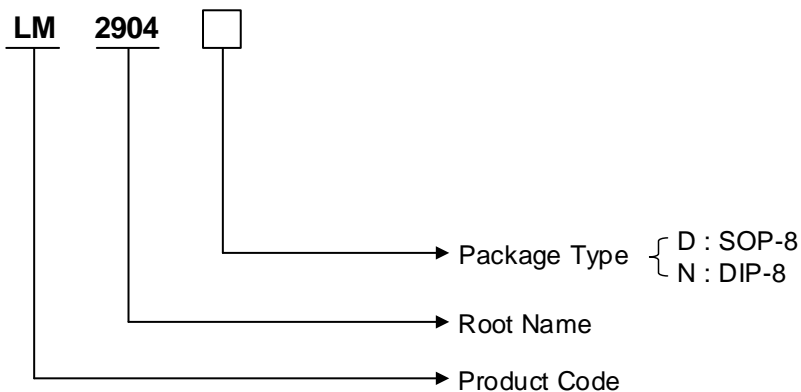 LM 2904
Package Type
D : SOP-8
N : DIP-8
Root Name
Product Code